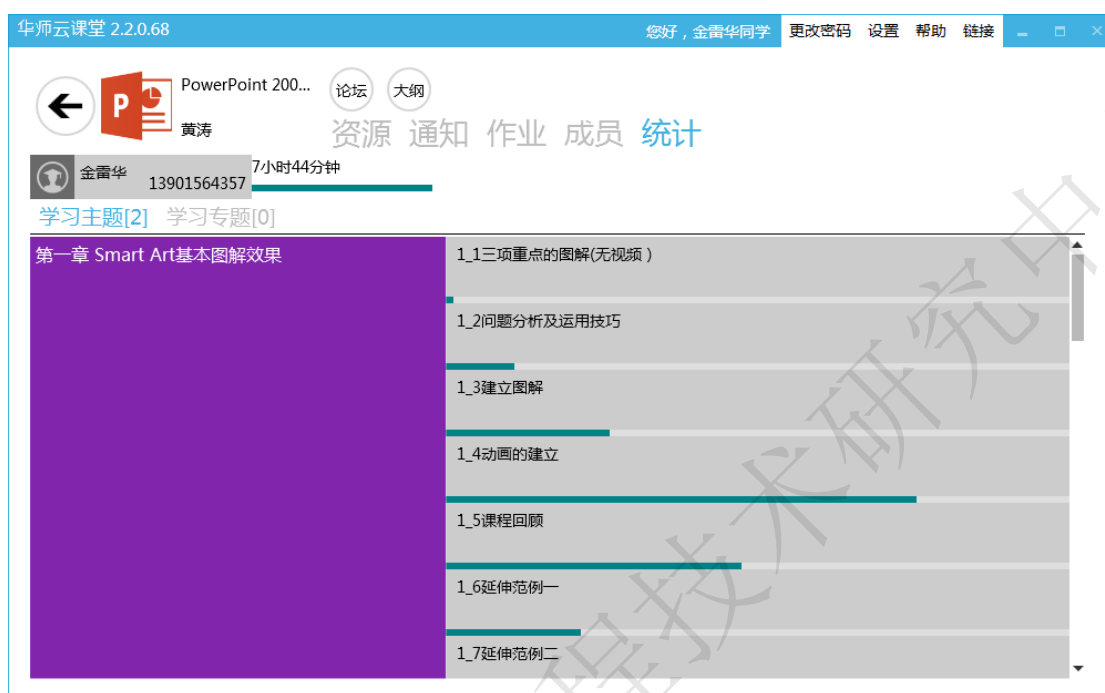 华师云课堂 2.2.0.68
您好，金雷华同学 更改密码 设置 帮助 链接
PowerPoint 200...
黄涛
论坛 大纲
资源 通知 作业 成员 统计
金雷华 13901564357
7小时44分钟
学习主题[2] 学习专题[0]
第一章 Smart Art基本图解效果
1_1三项重点的图解(无视频）
1_2问题分析及运用技巧
1_3建立图解
1_4动画的建立
1_5课程回顾
1_6延伸范例一
1_7延伸范例二
程技术研究中